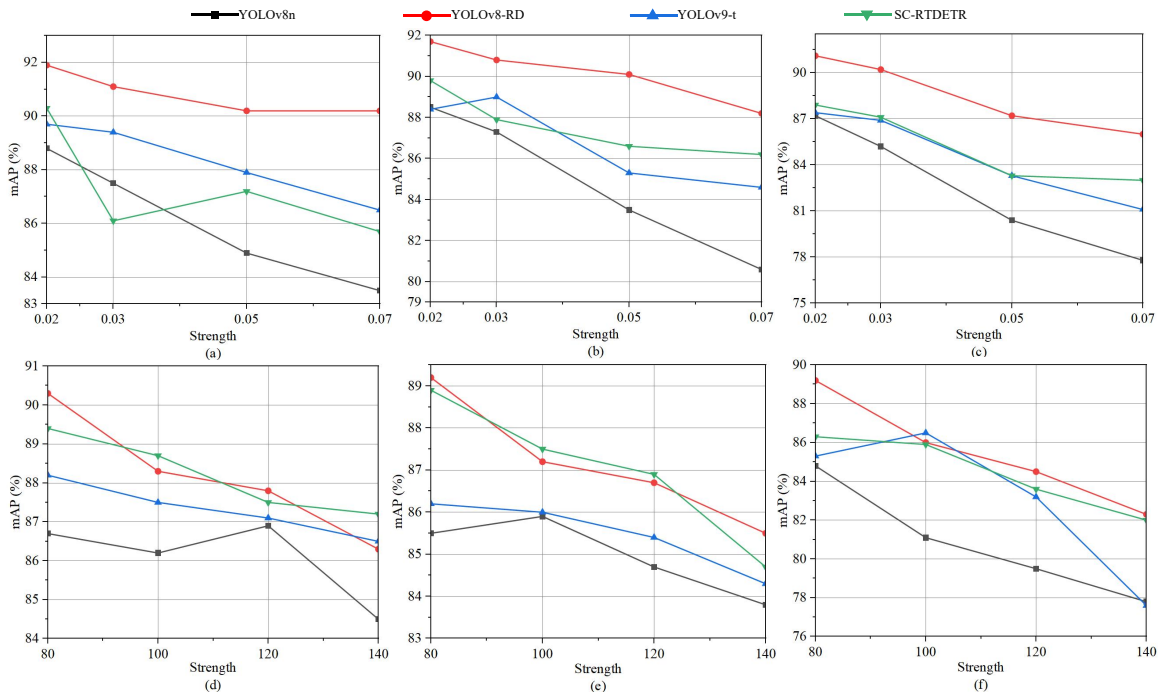 YOLOv8n YOLOv8-RD YOLOv9-t SC-RTDETR
mAP (%)
92
90
88
86
84
83
0.02 0.03 0.05 0.07
Strength
(a)
mAP (%)
92
90
88
86
84
82
80
79
0.02 0.03 0.05 0.07
Strength
(b)
mAP (%)
90
87
84
81
78
75
0.02 0.03 0.05 0.07
Strength
(c)
mAP (%)
91
90
89
88
87
86
85
84
80 100 120 140
Strength
(d)
mAP (%)
89
88
87
86
85
84
83
80 100 120 140
Strength
(e)
mAP (%)
90
88
86
84
82
80
78
76
80 100 120 140
Strength
(f)